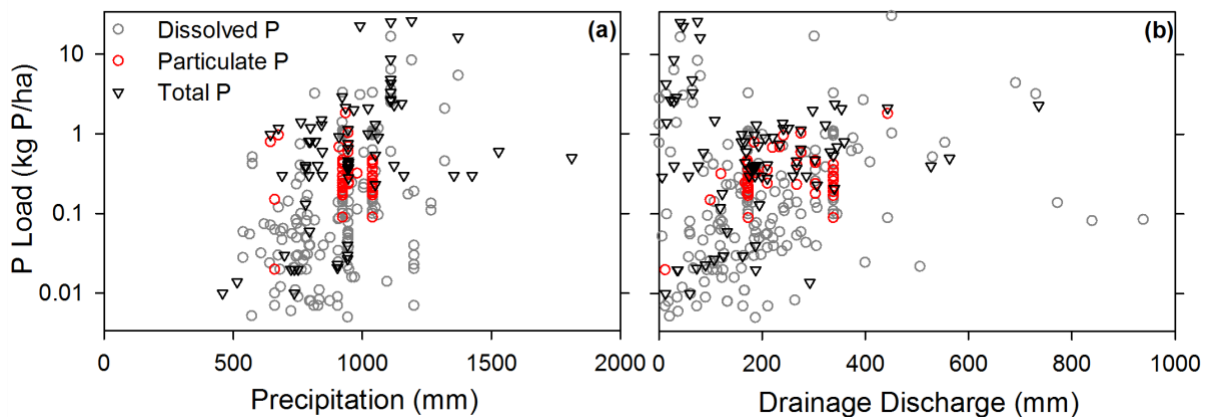 (a)
(b)
Dissolved P
Particulate P
Total P
P Load (kg P/ha)
10
1
0.1
0.01
0 500 1000 1500 2000
0 200 400 600 800 1000
Precipitation (mm)
Drainage Discharge (mm)